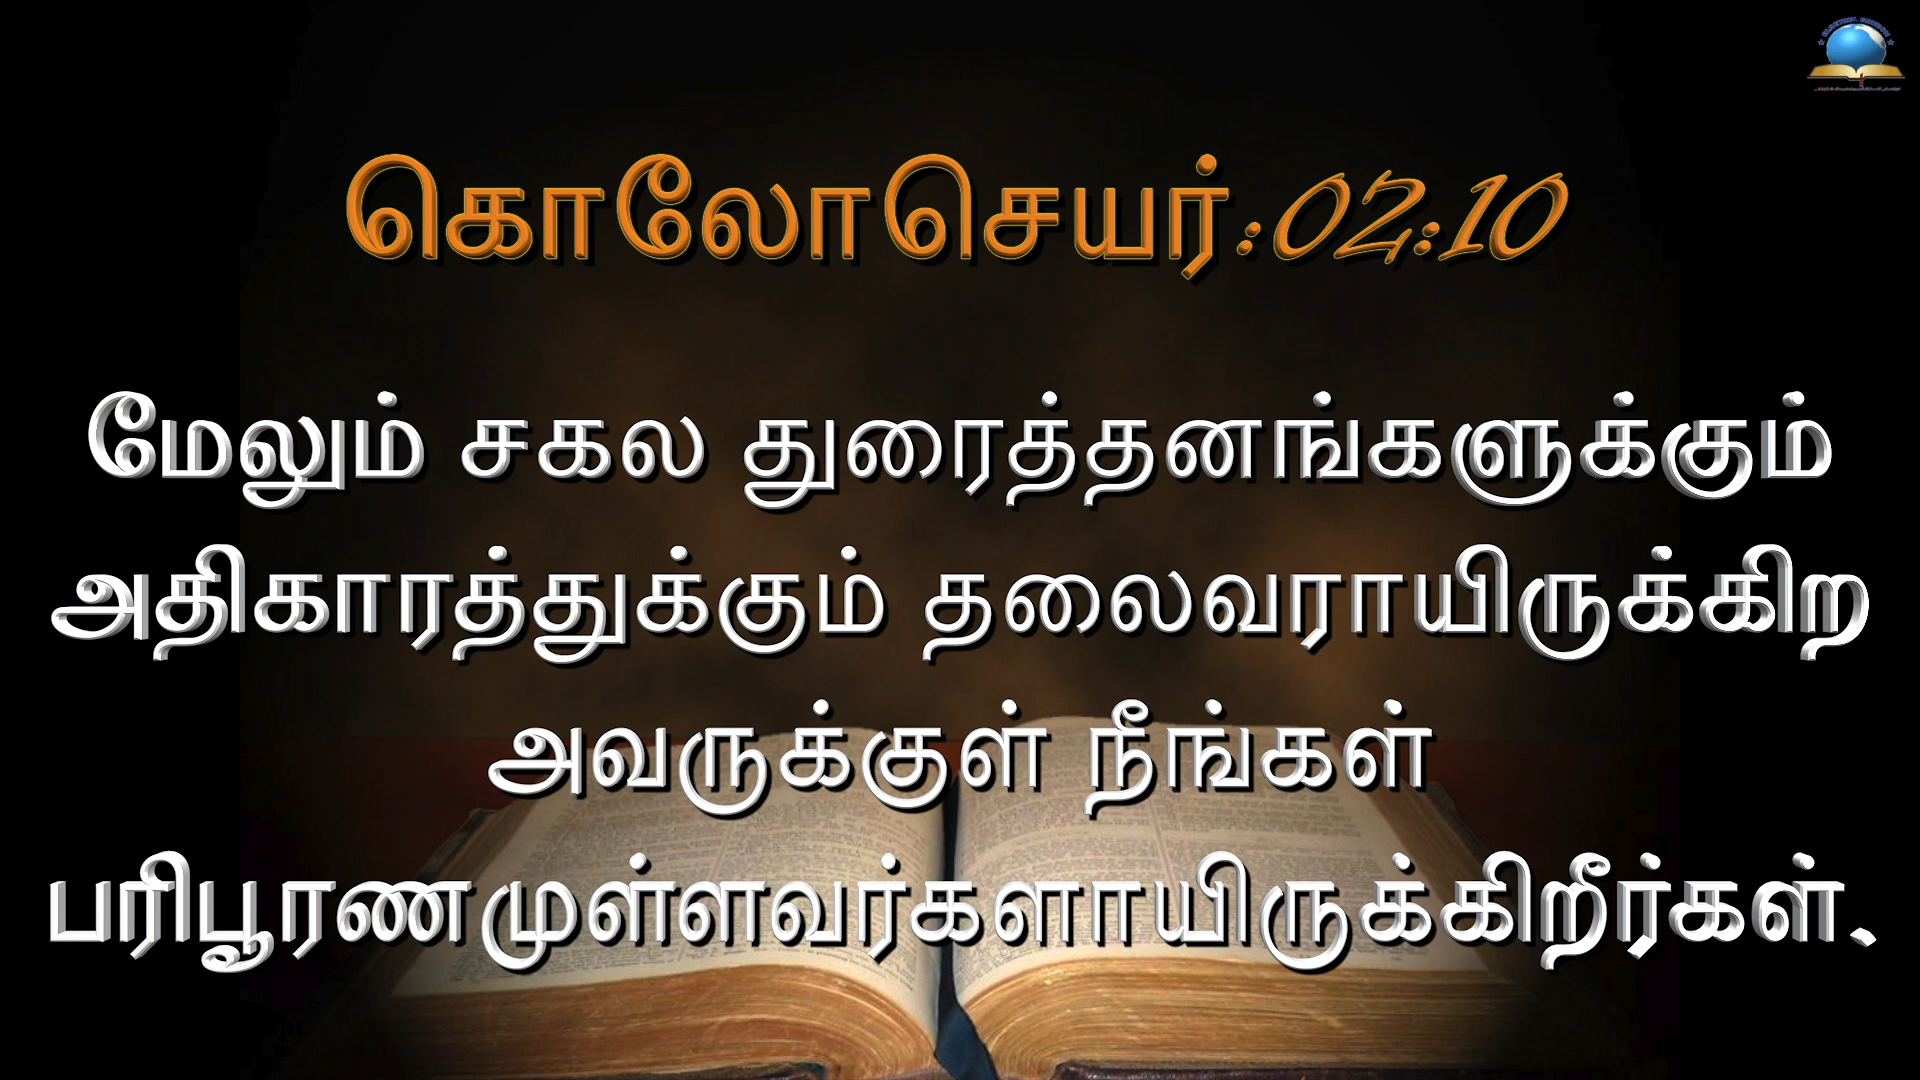 கொலோசெயர்:02:10
மேலும் சகல துரைத்தனங்களுக்கும்
அதிகாரத்துக்கும் தலைவராயிருக்கிற
அவருக்குள் நீங்கள்
பரிபூரணமுள்ளவர்களாயிருக்கிறீர்கள்.